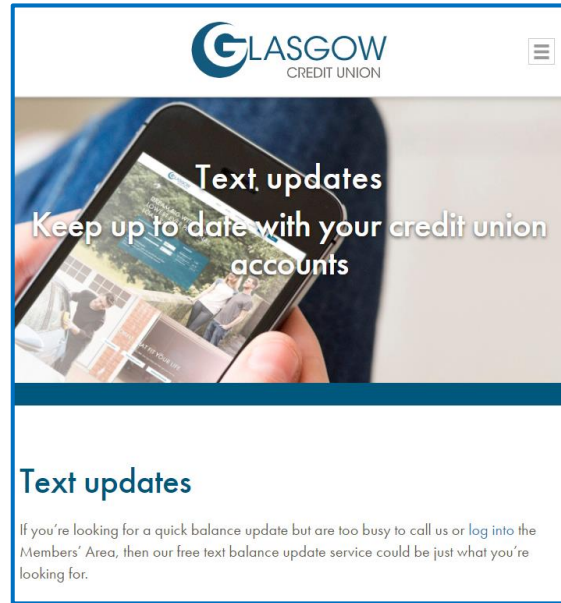 GLASGOW
CREDIT UNION
Text updates
Keep up to date with your credit union
accounts
Text updates
If you're looking for a quick balance update but are too busy to call us or log into the
Members' Area, then our free text balance update service could be just what you're
looking for.